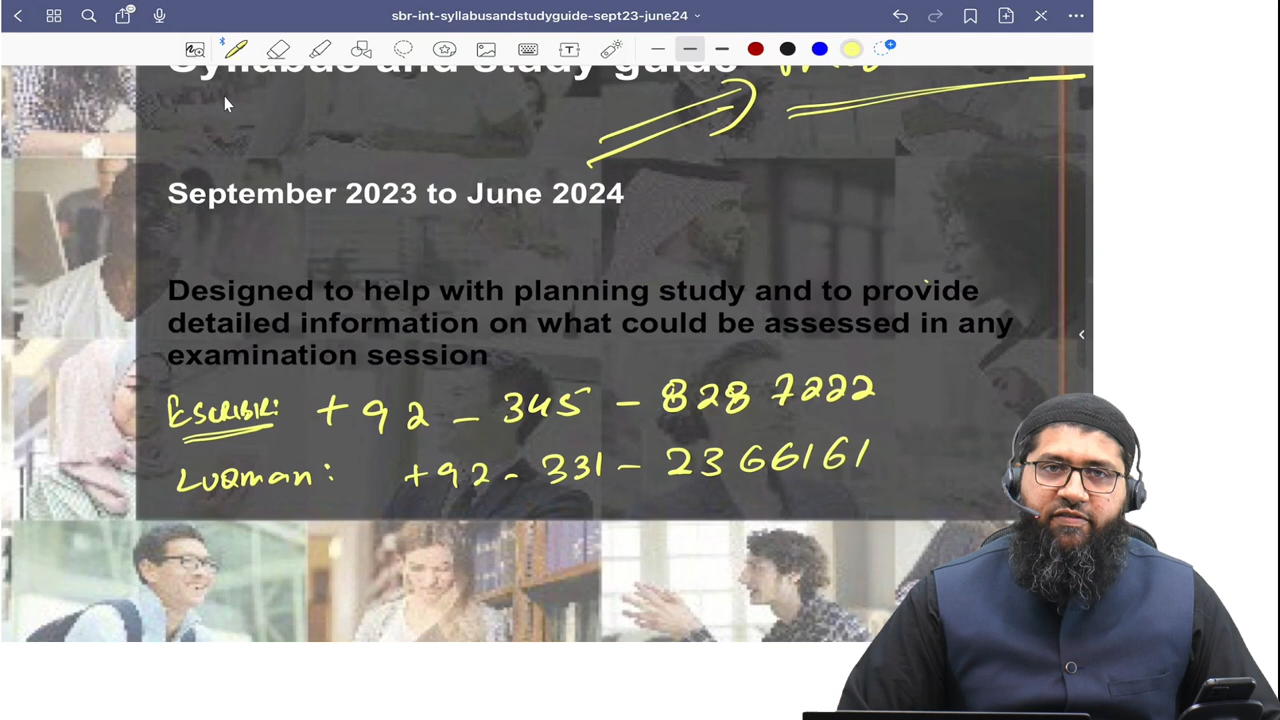 sbr-int-syllabusandstudyguide-sept23-june24
Syllabus and study guide
September 2023 to June 2024
Designed to help with planning study and to provide
detailed information on what could be assessed in any
examination session
ESCRIBIR: +92 - 345 - 8287222
LUQman: +92 - 331 - 2366161